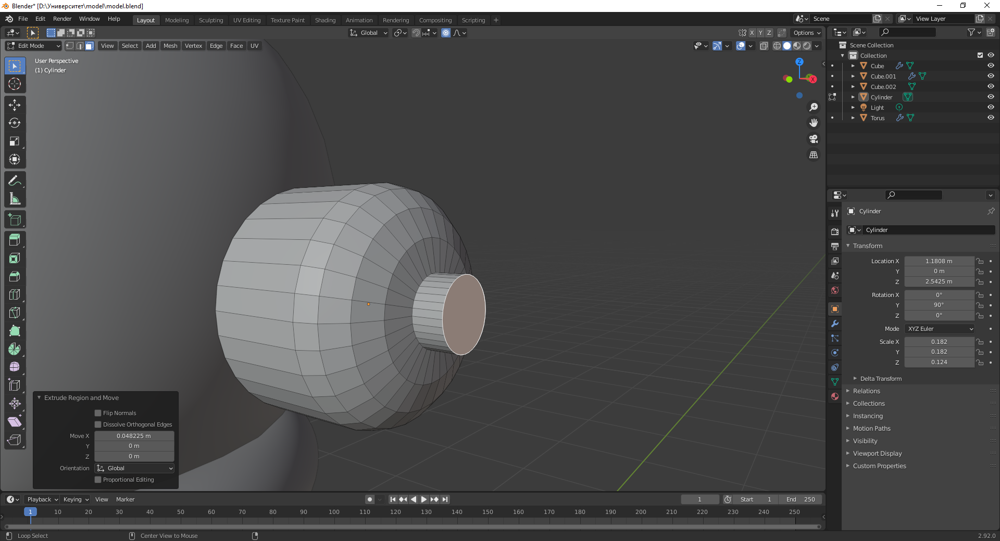 Blender* [D:\Университет\model\model.blend]
File Edit Render Window Help Layout Modeling Sculpting UV Editing Texture Paint Shading Animation Rendering Compositing Scripting + Scene View Layer
Global X Y Z Options
Edit Mode View Select Add Mesh Vertex Edge Face UV
User Perspective
(1) Cylinder
Z
X
Scene Collection
Collection
Cube
Cube.001
Cube.002
Cylinder
Light
Torus
Cylinder
Cylinder
Transform
Location X 1.1808 m
Y 0 m
Z 2.5425 m
Rotation X 0°
Y 90°
Z 0°
Mode XYZ Euler
Scale X 0.182
Y 0.182
Z 0.124
Delta Transform
Relations
Collections
Instancing
Motion Paths
Visibility
Viewport Display
Custom Properties
Extrude Region and Move
Flip Normals
Dissolve Orthogonal Edges
Move X 0.048225 m
Y 0 m
Z 0 m
Orientation Global
Proportional Editing
Playback Keying View Marker 1 Start 1 End 250
1 10 20 30 40 50 60 70 80 90 100 110 120 130 140 150 160 170 180 190 200 210 220 230 240 250
Loop Select Center View to Mouse 2.92.0